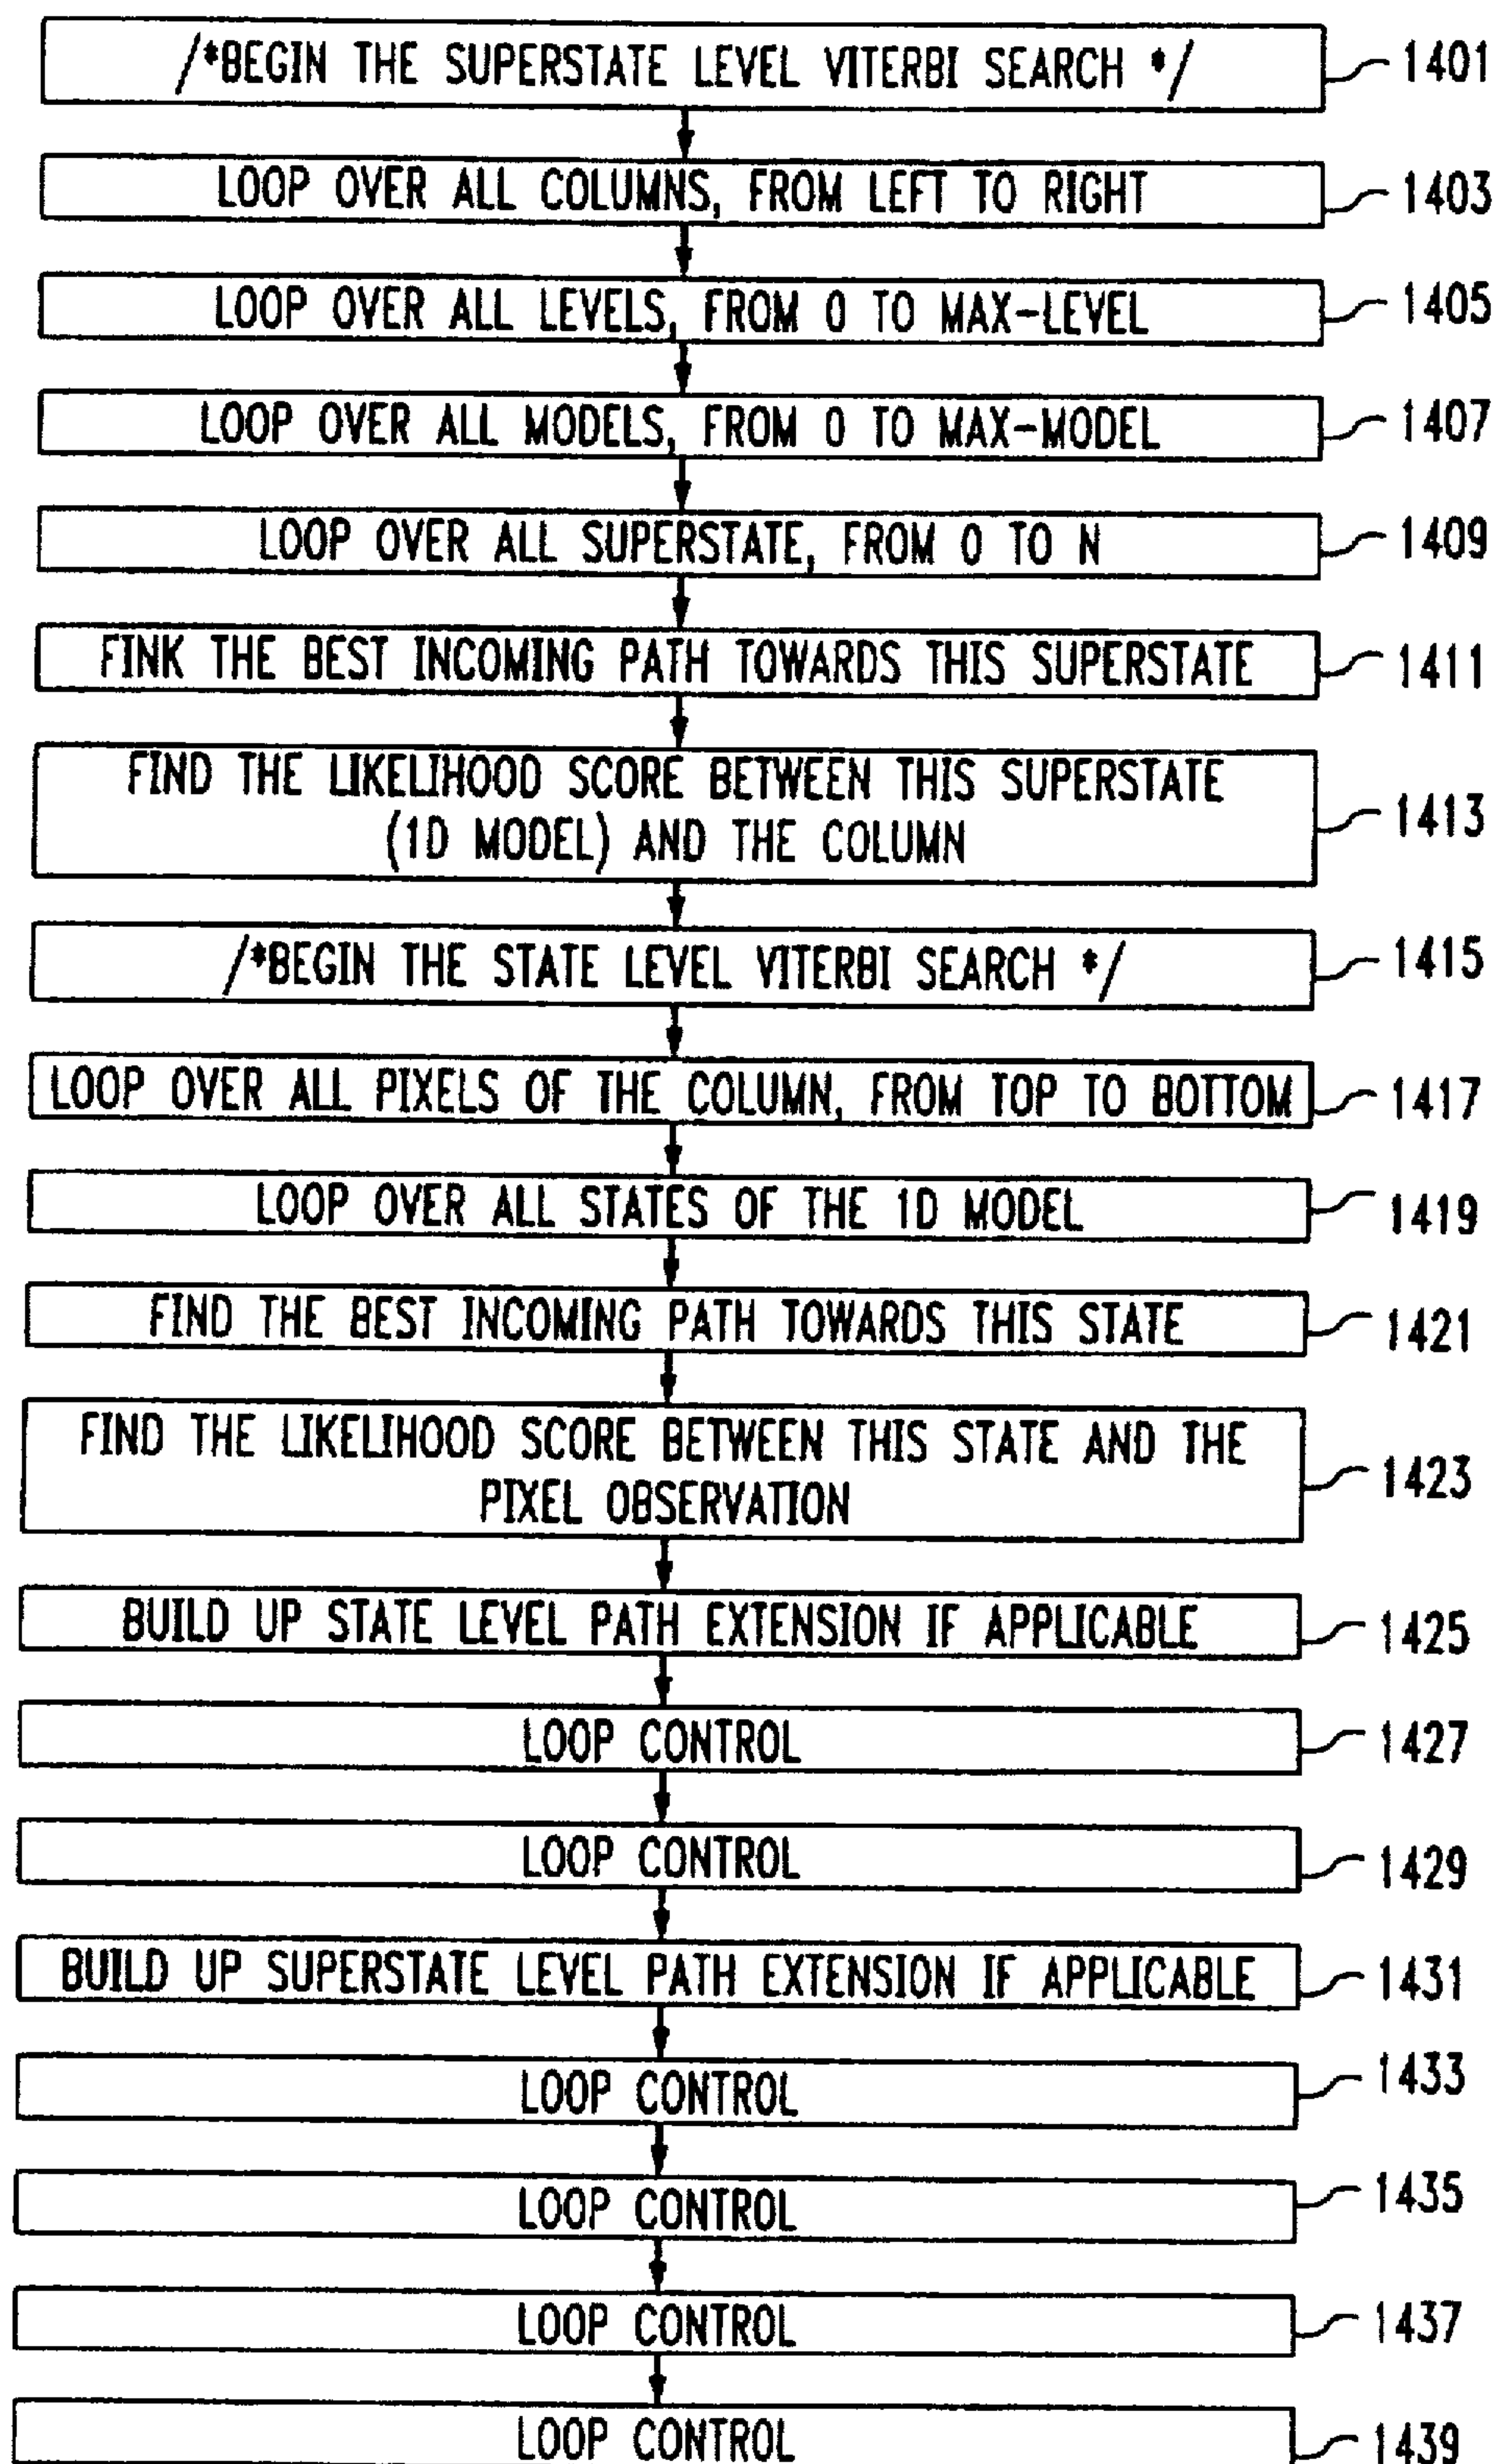 /*BEGIN THE SUPERSTATE LEVEL VITERBI SEARCH */ 1401
LOOP OVER ALL COLUMNS, FROM LEFT TO RIGHT 1403
LOOP OVER ALL LEVELS, FROM 0 TO MAX-LEVEL 1405
LOOP OVER ALL MODELS, FROM 0 TO MAX-MODEL 1407
LOOP OVER ALL SUPERSTATE, FROM 0 TO N 1409
FINK THE BEST INCOMING PATH TOWARDS THIS SUPERSTATE 1411
FIND THE LIKELIHOOD SCORE BETWEEN THIS SUPERSTATE
(1D MODEL) AND THE COLUMN 1413
/*BEGIN THE STATE LEVEL VITERBI SEARCH */ 1415
LOOP OVER ALL PIXELS OF THE COLUMN, FROM TOP TO BOTTOM 1417
LOOP OVER ALL STATES OF THE 1D MODEL 1419
FIND THE BEST INCOMING PATH TOWARDS THIS STATE 1421
FIND THE LIKELIHOOD SCORE BETWEEN THIS STATE AND THE
PIXEL OBSERVATION 1423
BUILD UP STATE LEVEL PATH EXTENSION IF APPLICABLE 1425
LOOP CONTROL 1427
LOOP CONTROL 1429
BUILD UP SUPERSTATE LEVEL PATH EXTENSION IF APPLICABLE 1431
LOOP CONTROL 1433
LOOP CONTROL 1435
LOOP CONTROL 1437
LOOP CONTROL 1439